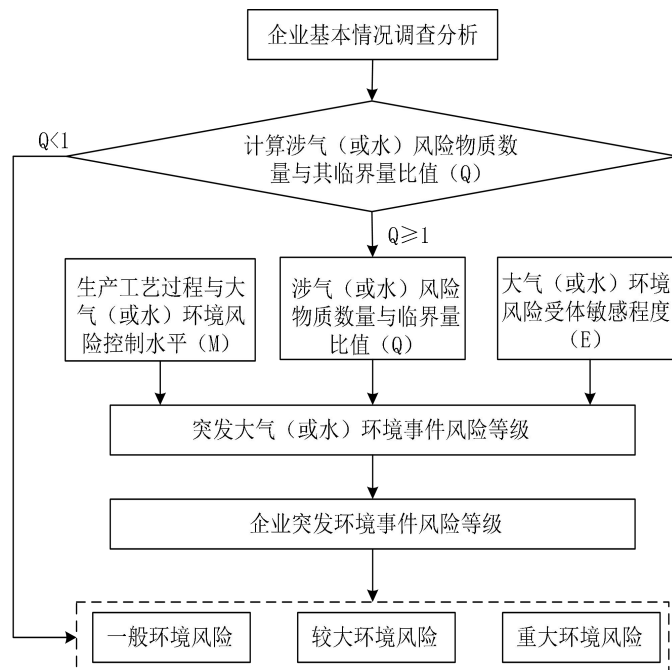 企业基本情况调查分析
Q<1
计算涉气（或水）风险物质数
量与其临界量比值（Q）
Q≥1
生产工艺过程与大
气（或水）环境风
险控制水平（M）
涉气（或水）风险
物质数量与临界量
比值（Q）
大气（或水）环境
风险受体敏感程度
（E）
突发大气（或水）环境事件风险等级
企业突发环境事件风险等级
一般环境风险
较大环境风险
重大环境风险